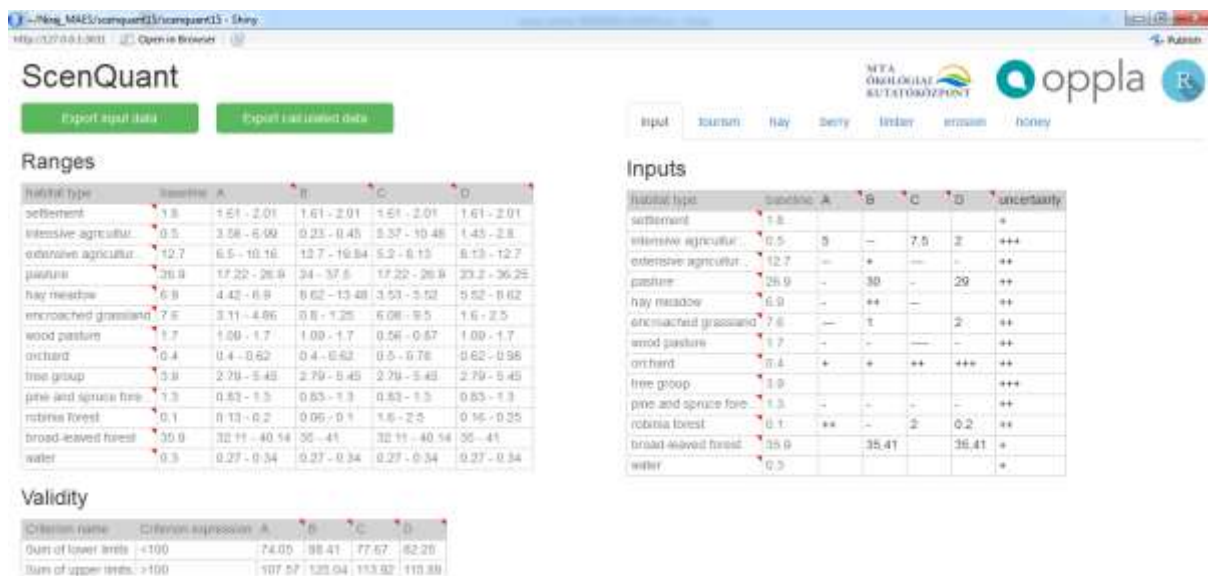 ~/Niraj_MAES/scenquant15/scenquant15 - Shiny
Open in Browser
Publish
ScenQuant
MTA
ÖKOLÓGIAI
KUTATÓKÖZPONT
oppla
R
Export input data Export calculated data
Input tourism hay berry timber erosion honey
Ranges
Inputs
habitat type baseline A B C D
settlement 1.8 1.61 - 2.01 1.61 - 2.01 1.61 - 2.01 1.61 - 2.01
intensive agricultur... 0.5 3.58 - 6.99 0.23 - 0.45 5.37 - 10.48 1.43 - 2.8
extensive agricultur... 12.7 6.5 - 10.16 12.7 - 19.84 5.2 - 8.13 8.13 - 12.7
pasture 26.9 17.22 - 26.9 24 - 37.5 17.22 - 26.9 23.2 - 36.25
hay meadow 6.9 4.42 - 6.9 8.62 - 13.48 3.53 - 5.52 5.52 - 8.62
encroached grassland 7.6 3.11 - 4.86 0.8 - 1.25 6.08 - 9.5 1.6 - 2.5
wood pasture 1.7 1.09 - 1.7 1.09 - 1.7 0.56 - 0.87 1.09 - 1.7
orchard 0.4 0.4 - 0.62 0.4 - 0.62 0.5 - 0.78 0.62 - 0.98
tree group 3.9 2.79 - 5.45 2.79 - 5.45 2.79 - 5.45 2.79 - 5.45
pine and spruce fore... 1.3 0.83 - 1.3 0.83 - 1.3 0.83 - 1.3 0.83 - 1.3
robinia forest 0.1 0.13 - 0.2 0.06 - 0.1 1.6 - 2.5 0.16 - 0.25
broad-leaved forest 35.9 32.11 - 40.14 35 - 41 32.11 - 40.14 35 - 41
water 0.3 0.27 - 0.34 0.27 - 0.34 0.27 - 0.34 0.27 - 0.34
habitat type baseline A B C D uncertainty
settlement 1.8 +
intensive agricultur... 0.5 5 -- 7.5 2 +++
extensive agricultur... 12.7 -- + --- - ++
pasture 26.9 - 30 - 29 ++
hay meadow 6.9 - ++ -- ++
encroached grassland 7.6 --- 1 2 ++
wood pasture 1.7 - - ---- - ++
orchard 0.4 + + ++ +++ ++
tree group 3.9 +++
pine and spruce fore... 1.3 - - - - ++
robinia forest 0.1 ++ - 2 0.2 ++
broad-leaved forest 35.9 35,41 35,41 +
water 0.3 +
Validity
Criterion name Criterion expression A B C D
Sum of lower limits <100 74.05 98.41 77.67 82.28
Sum of upper limits >100 107.57 125.04 113.92